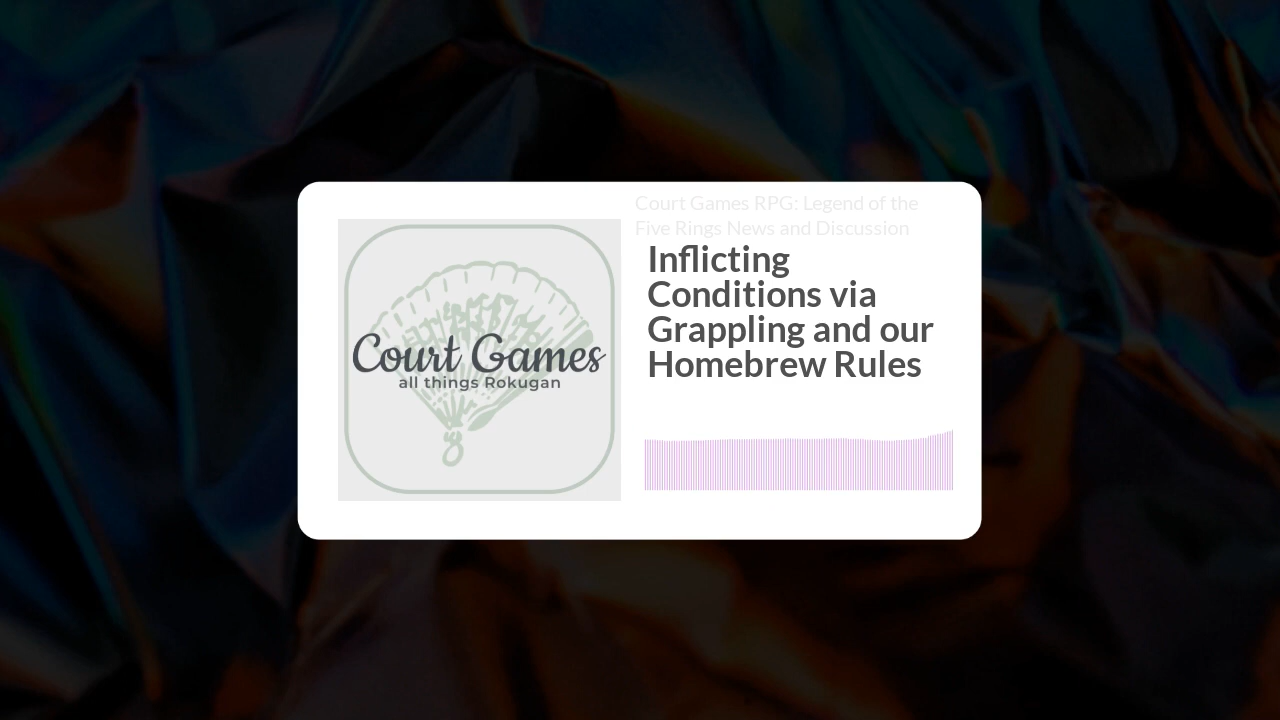 Court Games RPG: Legend of the
Five Rings News and Discussion
Inflicting
Conditions via
Grappling and our
Homebrew Rules
Court Games
all things Rokugan